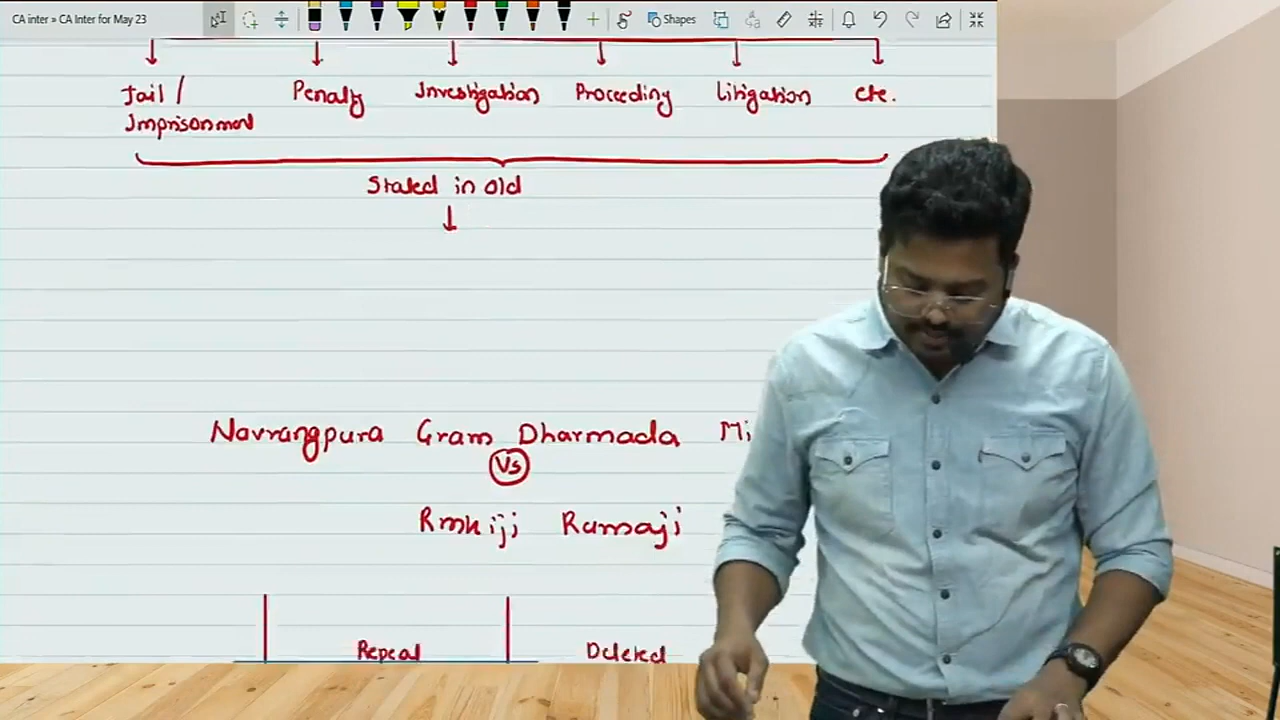 CA inter » CA Inter for May 23
Shapes
Jail / Penalty Investigation Proceeding Litigation etc.
Imprisonment
Stated in old
Navrangpura Gram Dharmada Mi
Vs
Rmkiji Ramaji
Repeal Deleted